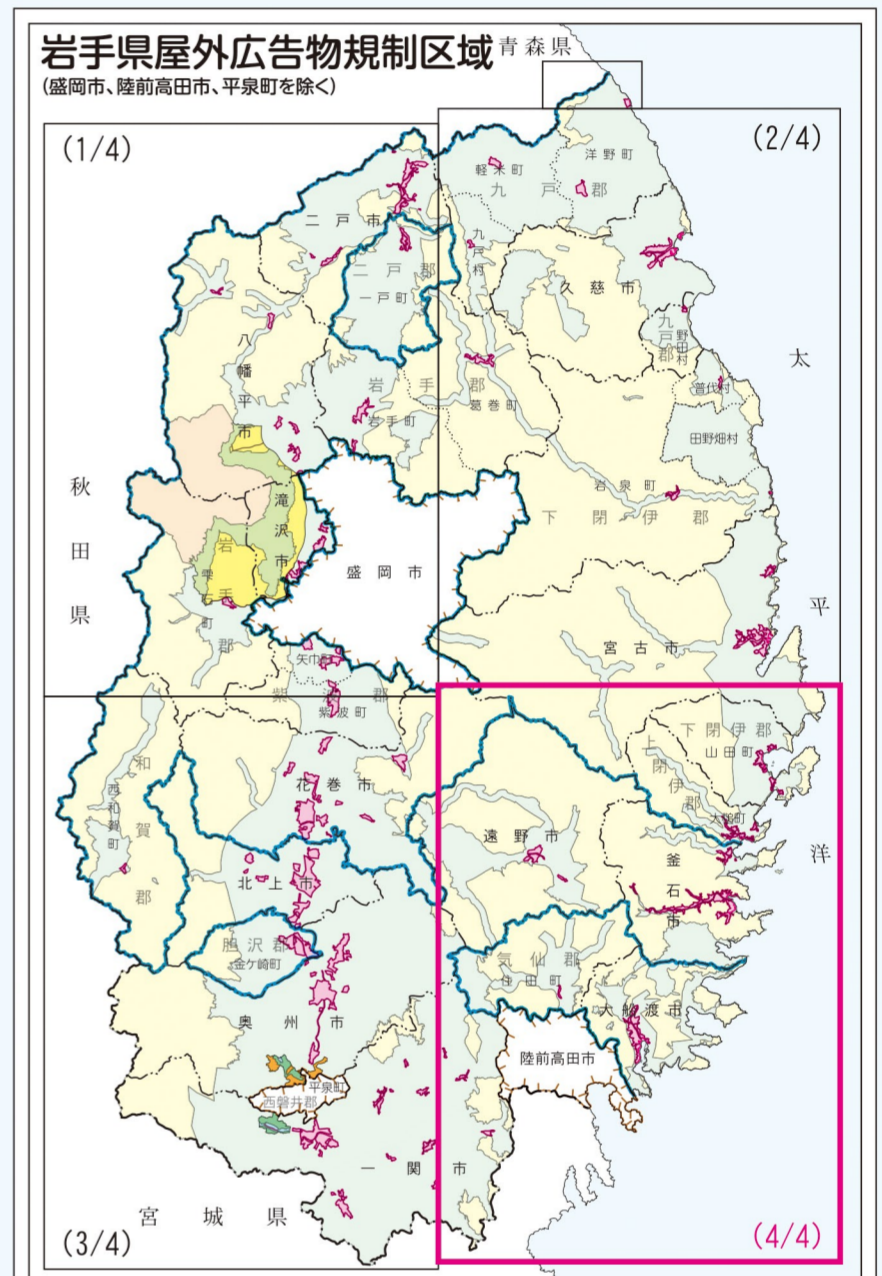 岩手県屋外広告物規制区域
(盛岡市、陸前高田市、平泉町を除く)
青森県
(1/4)
(2/4)
洋野町
軽米町
九戸郡
二戸市
九戸村
二戸郡
一戸町
久慈市
八幡平市
九戸郡
野田村
太
普代村
岩手郡
葛巻町
岩手町
田野畑村
秋田県
岩泉町
滝沢市
下閉伊郡
岩手郡
雫石町
盛岡市
平
宮古市
矢巾町
紫波郡
紫波町
下閉伊郡
山田町
上閉伊郡
和賀郡
西和賀町
花巻市
大槌町
遠野市
洋
釜石市
北上市
胆沢郡
金ケ崎町
気仙郡
住田町
大船渡市
奥州市
陸前高田市
平泉町
西磐井郡
一関市
宮城県
(3/4)
(4/4)